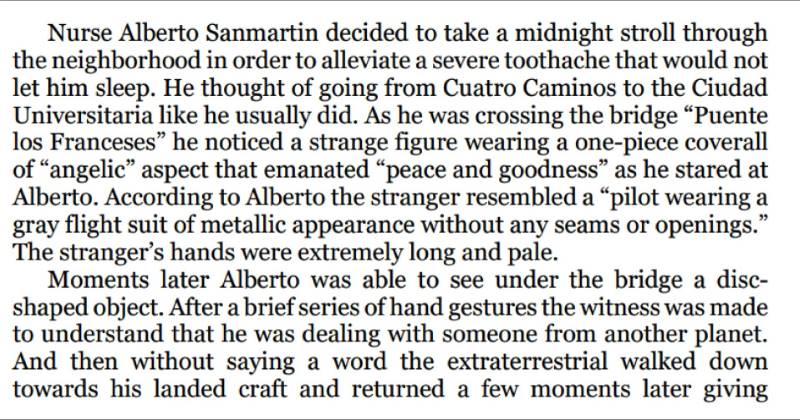 Nurse Alberto Sanmartin decided to take a midnight stroll through
the neighborhood in order to alleviate a severe toothache that would not
let him sleep. He thought of going from Cuatro Caminos to the Ciudad
Universitaria like he usually did. As he was crossing the bridge “Puente
los Franceses” he noticed a strange figure wearing a one-piece coverall
of “angelic” aspect that emanated “peace and goodness” as he stared at
Alberto. According to Alberto the stranger resembled a “pilot wearing a
gray flight suit of metallic appearance without any seams or openings.”
The stranger’s hands were extremely long and pale.
Moments later Alberto was able to see under the bridge a disc-
shaped object. After a brief series of hand gestures the witness was made
to understand that he was dealing with someone from another planet.
And then without saying a word the extraterrestrial walked down
towards his landed craft and returned a few moments later giving